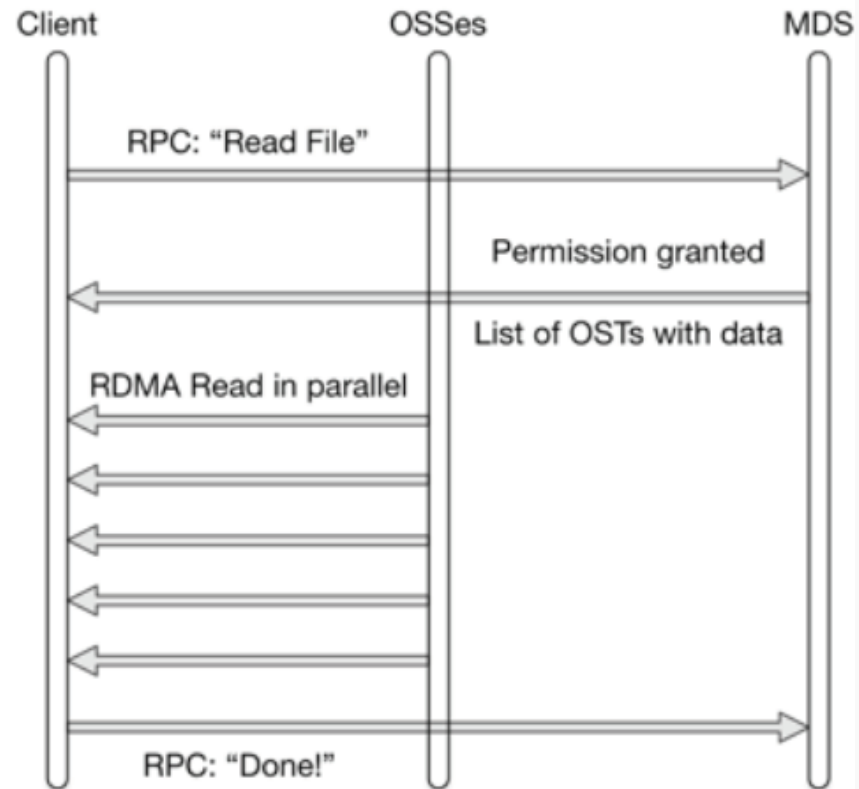 Client
OSSes
MDS
RPC: “Read File”
Permission granted
List of OSTs with data
RDMA Read in parallel
RPC: “Done!”